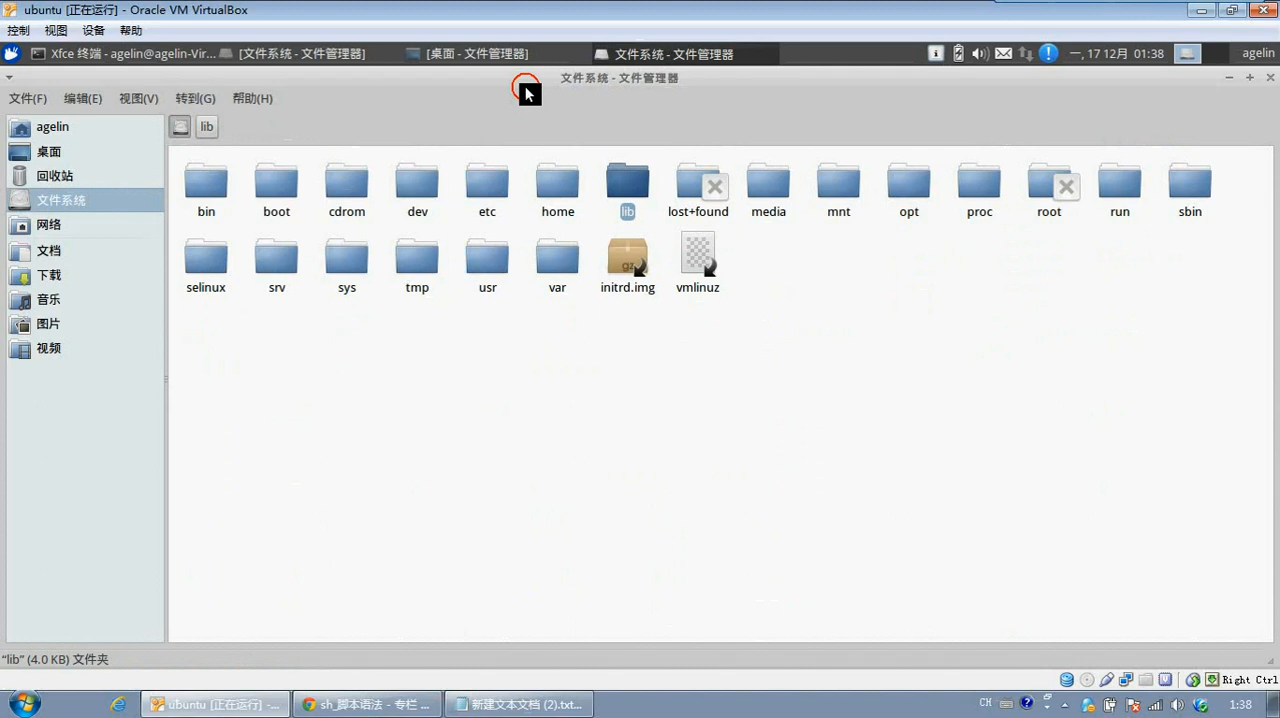 ubuntu [正在运行] - Oracle VM VirtualBox
控制 视图 设备 帮助
Xfce 终端 - agelin@agelin-Vir... [文件系统 - 文件管理器] [桌面 - 文件管理器] 文件系统 - 文件管理器 一, 17 12月 01:38 agelin
文件系统 - 文件管理器
文件(F) 编辑(E) 视图(V) 转到(G) 帮助(H)
lib
agelin
桌面
回收站
文件系统
网络
文档
下载
音乐
图片
视频
bin boot cdrom dev etc home lib lost+found media mnt opt proc root run sbin
gz
selinux srv sys tmp usr var initrd.img vmlinuz
“lib” (4.0 KB) 文件夹
Right Ctrl
ubuntu [正在运行] -... sh_脚本语法 - 专栏 ... 新建文本文档 (2).txt... CH 1:38